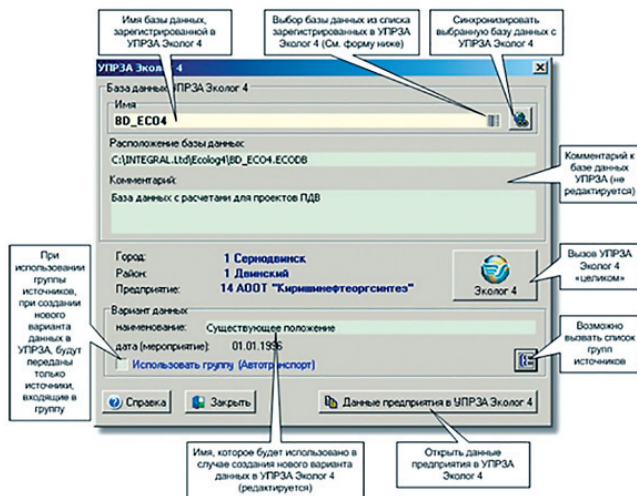 Имя базы данных,
зарегистрированной в
УПРЗА Эколог 4
Выбор базы данных из списка
зарегистрированных в УПРЗА
Эколог 4 (См. форму ниже)
Синхронизировать
выбранную базу данных с
УПРЗА Эколог 4
УПРЗА Эколог 4
База данных УПРЗА Эколог 4
Имя
BD_ECO4
Расположение базы данных:
C:\INTEGRAL.Ltd\Ecolog4\BD_ECO4.ECODB
Комментарий:
База данных с расчетами для проектов ПДВ
Комментарий к
базе данных
УПРЗА (не
редактируется)
Город: 1 Сернодвинск
Район: 1 Двинский
Предприятие: 14 АООТ "Киришинефтеоргсинтез"
Эколог 4
Вызов УПРЗА
Эколог 4
«целиком»
При
использовании
группы
источников,
при создании
нового
варианта
данных в
УПРЗА, будут
переданы
только
источники,
входящие в
группу
Вариант данных
наименование: Существующее положение
дата (мероприятие): 01.01.1996
Использовать группу (Автотранспорт)
Возможно
вызвать список
групп
источников
Справка
Закрыть
Данные предприятия в УПРЗА Эколог 4
Имя, которое будет использовано в
случае создания нового варианта
данных в УПРЗА Эколог 4
(редактируется)
Открыть данные
предприятия в УПРЗА
Эколог 4